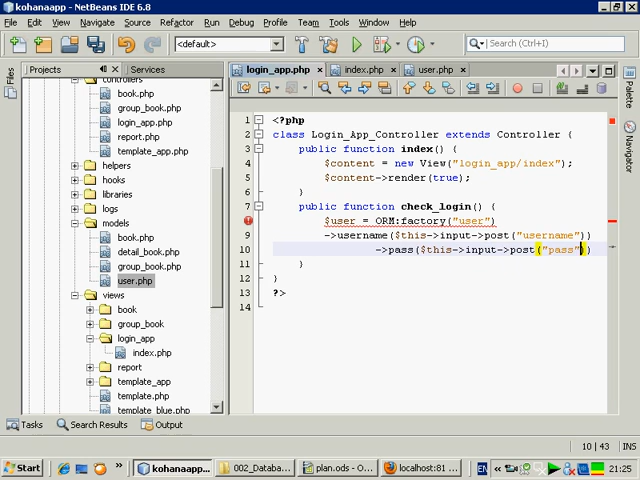 kohanaapp - NetBeans IDE 6.8
File Edit View Navigate Source Refactor Run Debug Profile Team Tools Window Help
<default>
Search (Ctrl+I)
Files
Projects
Services
controllers
book.php
group_book.php
login_app.php
report.php
template_app.php
helpers
hooks
libraries
logs
models
book.php
detail_book.php
group_book.php
user.php
views
book
group_book
login_app
index.php
report
template_app
template.php
template_blue.php
login_app.php
index.php
user.php
1 <?php
2 class Login_App_Controller extends Controller {
3 public function index() {
4 $content = new View("login_app/index");
5 $content->render(true);
6 }
7 public function check_login() {
$user = ORM:factory("user")
9 ->username($this->input->post("username"))
10 ->pass($this->input->post("pass"))
11 }
12 }
13 ?>
14
Palette
Navigator
Tasks Search Results Output
10 | 43 INS
Start
kohanaapp...
002_Databa...
plan.ods - O...
localhost:81 ...
EN
21:25